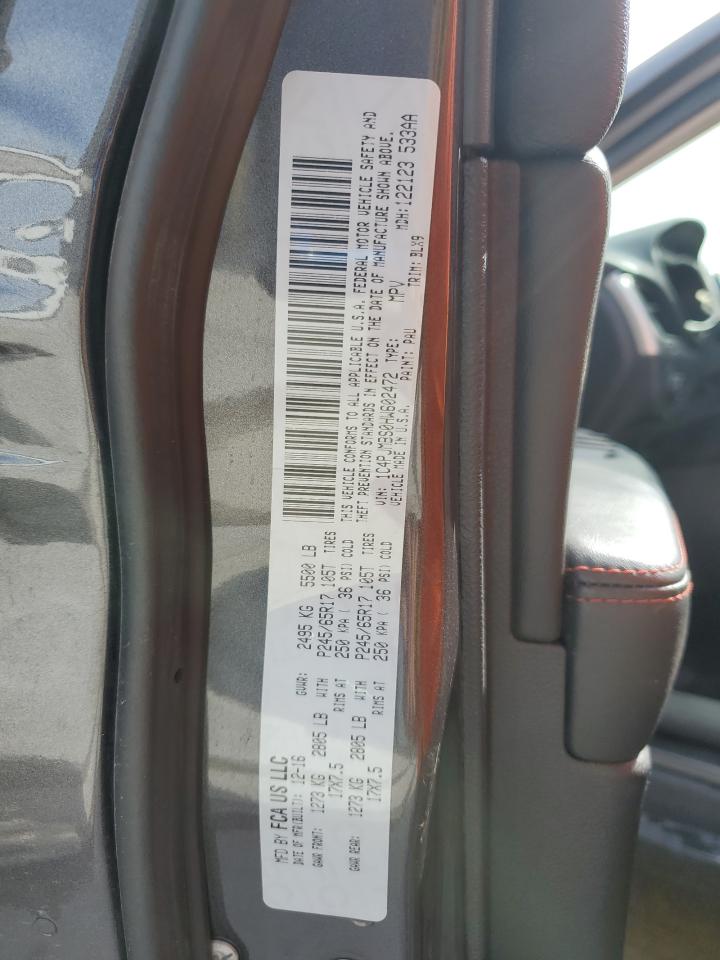 MFD BY FCA US LLC
DATE OF MFR(BUILT): 12-16 GVWR: 2495 KG 5500 LB
GAWR FRONT: 1273 KG 2805 LB WITH P245/65R17 105T TIRES
17X7.5 RIMS AT 250 KPA ( 36 PSI) COLD
GAWR REAR: 1273 KG 2805 LB WITH P245/65R17 105T TIRES
17X7.5 RIMS AT 250 KPA ( 36 PSI) COLD
THIS VEHICLE CONFORMS TO ALL APPLICABLE U.S.A. FEDERAL MOTOR VEHICLE SAFETY AND
THEFT PREVENTION STANDARDS IN EFFECT ON THE DATE OF MANUFACTURE SHOWN ABOVE.
VIN: 1C4PJMBS0HW602472 TYPE: MPV MDH: 122123 533AA
VEHICLE MADE IN U.S.A. PAINT: PAU TRIM: BLX9